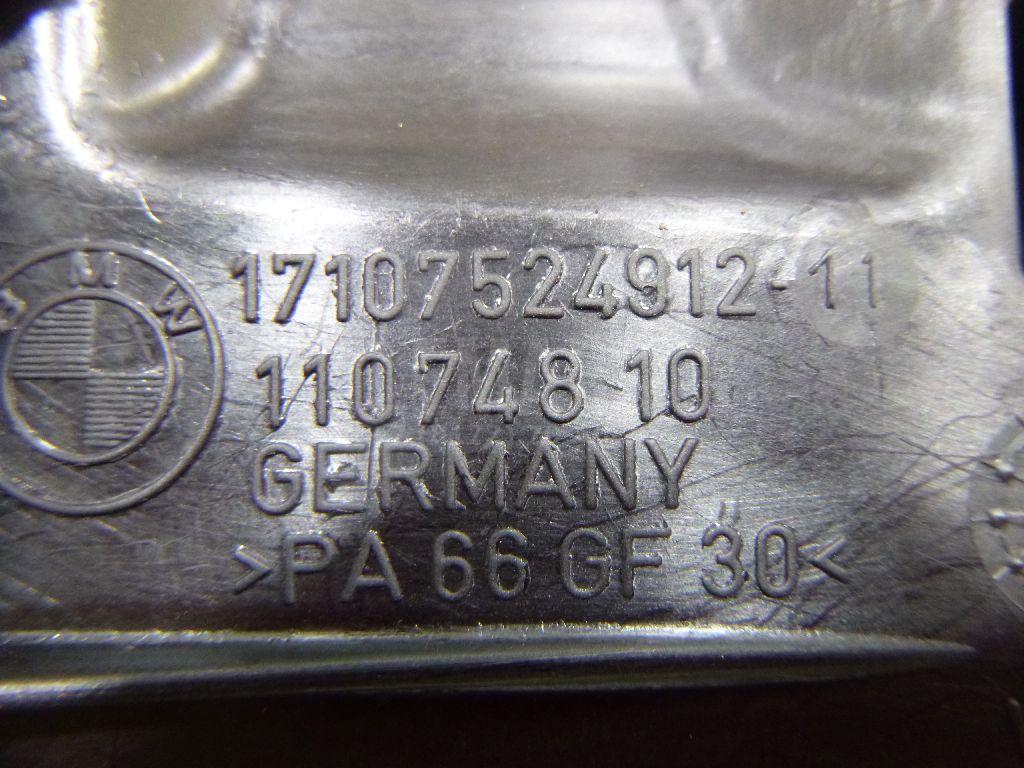 BMW
17107524912-11
110748 10
GERMANY
>PA 66 GF 30<